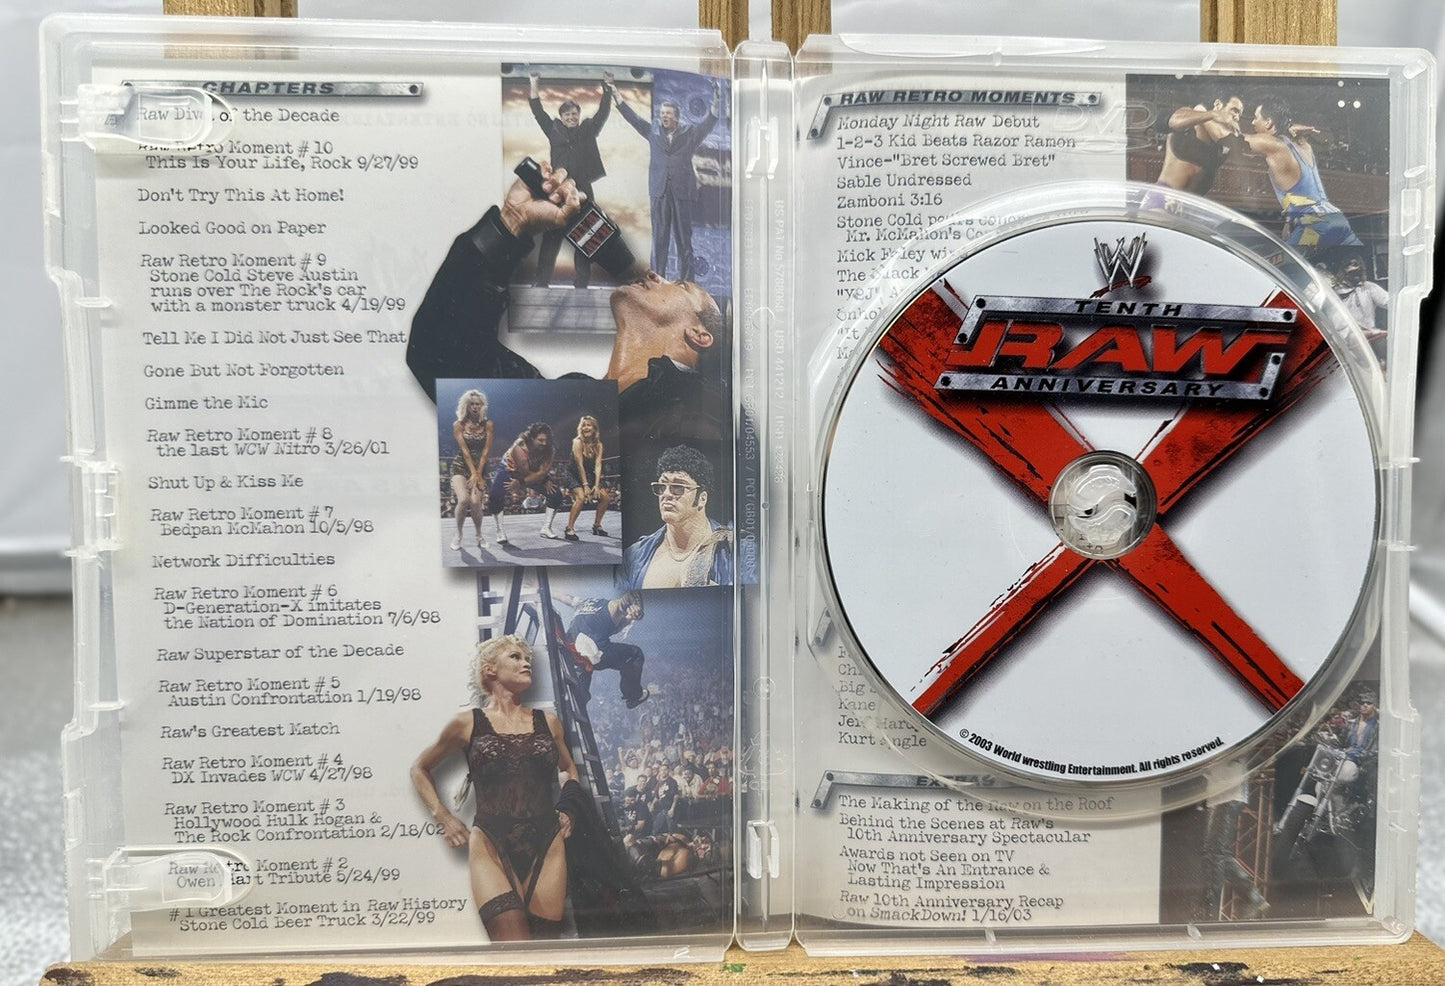 CHAPTERS
Raw Div of the Decade
Raw Retro Moment # 10
This Is Your Life, Rock 9/27/99
Don't Try This At Home!
Looked Good on Paper
Raw Retro Moment # 9
Stone Cold Steve Austin
runs over The Rock's car
with a monster truck 4/19/99
Tell Me I Did Not Just See That
Gone But Not Forgotten
Gimme the Mic
Raw Retro Moment # 8
the last WCW Nitro 3/26/01
Shut Up & Kiss Me
Raw Retro Moment # 7
Bedpan McMahon 10/5/98
Network Difficulties
Raw Retro Moment # 6
D-Generation-X imitates
the Nation of Domination 7/6/98
Raw Superstar of the Decade
Raw Retro Moment # 5
Austin Confrontation 1/19/98
Raw's Greatest Match
Raw Retro Moment # 4
DX Invades WCW 4/27/98
Raw Retro Moment # 3
Hollywood Hulk Hogan &
The Rock Confrontation 2/18/02
Raw Retro Moment # 2
Owen Hart Tribute 5/24/99
# 1 Greatest Moment in Raw History
Stone Cold Beer Truck 3/22/99
RAW RETRO MOMENTS
Monday Night Raw Debut
1-2-3 Kid Beats Razor Ramon
Vince-"Bret Screwed Bret"
Sable Undressed
Zamboni 3:16
Stone Cold pours
Mr. McMahon's
Mick Foley
The
"Y2J"
"It
W
TENTH
RAW
ANNIVERSARY
© 2003 World wrestling Entertainment. All rights reserved.
Big
Kane
Jeff Hardy
Kurt Angle
EXTRAS
The Making of the Raw on the Roof
Behind the Scenes at Raw's
10th Anniversary Spectacular
Awards not Seen on TV
Now That's An Entrance &
Lasting Impression
Raw 10th Anniversary Recap
on SmackDown! 1/16/03